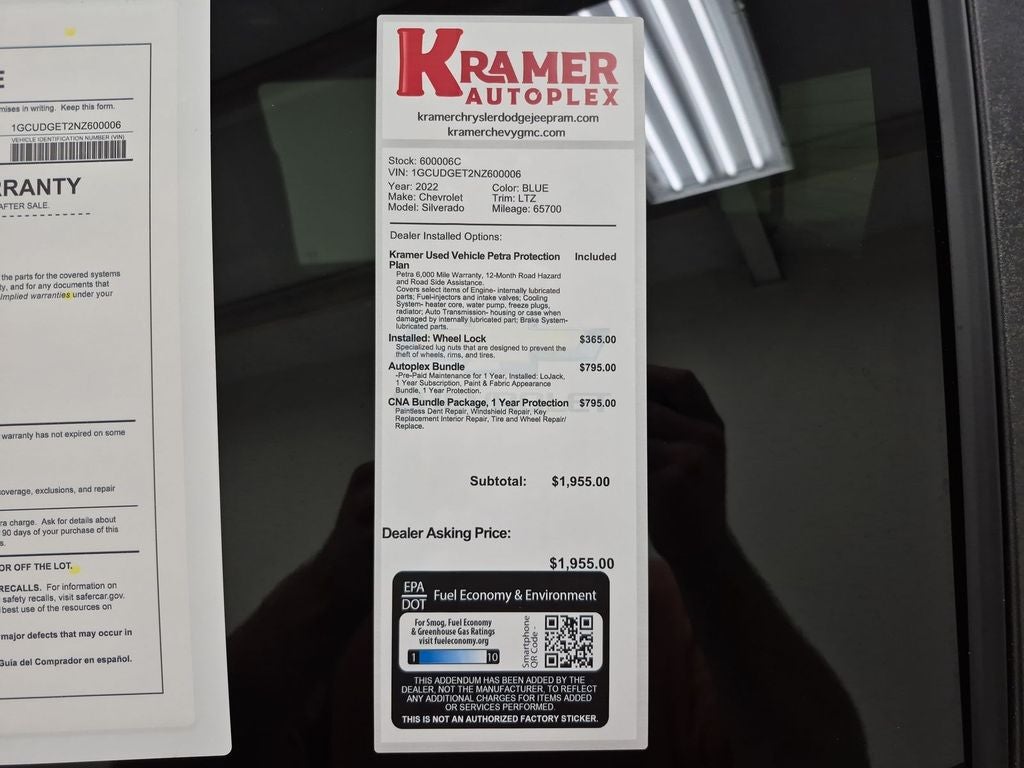 E
mises in writing. Keep this form.
1GCUDGET2NZ600006
VEHICLE IDENTIFICATION NUMBER (VIN)
RRANTY
AFTER SALE.
the parts for the covered systems
ty, and for any documents that
Implied warranties under your
warranty has not expired on some
coverage, exclusions, and repair
ra charge. Ask for details about
90 days of your purchase of this
s.
OR OFF THE LOT.
RECALLS. For information on
safety recalls, visit safercar.gov.
best use of the resources on
major defects that may occur in
Guia del Comprador en español.
KRAMER
AUTOPLEX
kramerchryslerdodgejeepram.com
kramerchevygmc.com
Stock: 600006C
VIN: 1GCUDGET2NZ600006
Year: 2022 Color: BLUE
Make: Chevrolet Trim: LTZ
Model: Silverado Mileage: 65700
Dealer Installed Options:
Kramer Used Vehicle Petra Protection Included
Plan
Petra 6,000 Mile Warranty, 12-Month Road Hazard
and Road Side Assistance.
Covers select items of Engine- internally lubricated
parts; Fuel-injectors and intake valves; Cooling
System- heater core, water pump, freeze plugs,
radiator; Auto Transmission- housing or case when
damaged by internally lubricated part; Brake System-
lubricated parts.
Installed: Wheel Lock $365.00
Specialized lug nuts that are designed to prevent the
theft of wheels, rims, and tires.
Autoplex Bundle $795.00
-Pre-Paid Maintenance for 1 Year, Installed: LoJack,
1 Year Subscription, Paint & Fabric Appearance
Bundle, 1 Year Protection.
CNA Bundle Package, 1 Year Protection $795.00
Paintless Dent Repair, Windshield Repair, Key
Replacement Interior Repair, Tire and Wheel Repair/
Replace.
Subtotal: $1,955.00
Dealer Asking Price:
$1,955.00
EPA
DOT
Fuel Economy & Environment
For Smog, Fuel Economy
& Greenhouse Gas Ratings
visit fueleconomy.org
1 10
Smartphone
QR Code -
THIS ADDENDUM HAS BEEN ADDED BY THE
DEALER, NOT THE MANUFACTURER, TO REFLECT
ANY ADDITIONAL CHARGES FOR ITEMS ADDED
OR SERVICES PERFORMED.
THIS IS NOT AN AUTHORIZED FACTORY STICKER.